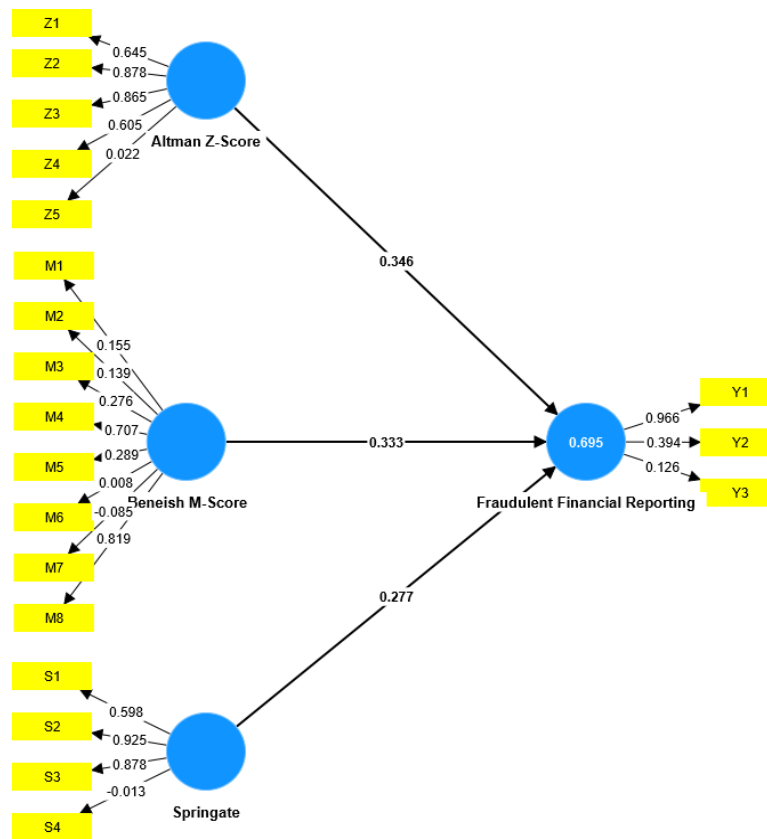 Z1
0.645
Z2
0.878
0.865
Z3
0.605
Altman Z-Score
0.022
Z4
Z5
M1
0.346
M2
0.155
0.139
M3
0.276
Y1
0.966
M4
0.707
0.333
0.695
0.394
Y2
0.289
M5
0.126
0.008
Y3
Beneish M-Score
Fraudulent Financial Reporting
-0.085
M6
0.819
M7
M8
0.277
S1
0.598
S2
0.925
0.878
S3
-0.013
Springate
S4